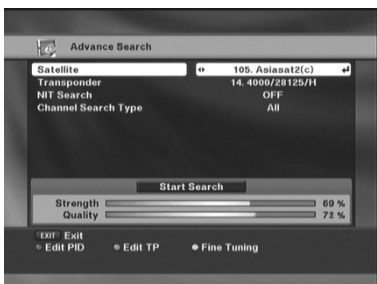 Advance Search
Satellite 105. Asiasat2(c)
Transponder 14. 4000/28125/H
NIT Search OFF
Channel Search Type All
Start Search
Strength 69 %
Quality 72 %
EXIT Exit
Edit PID Edit TP Fine Tuning